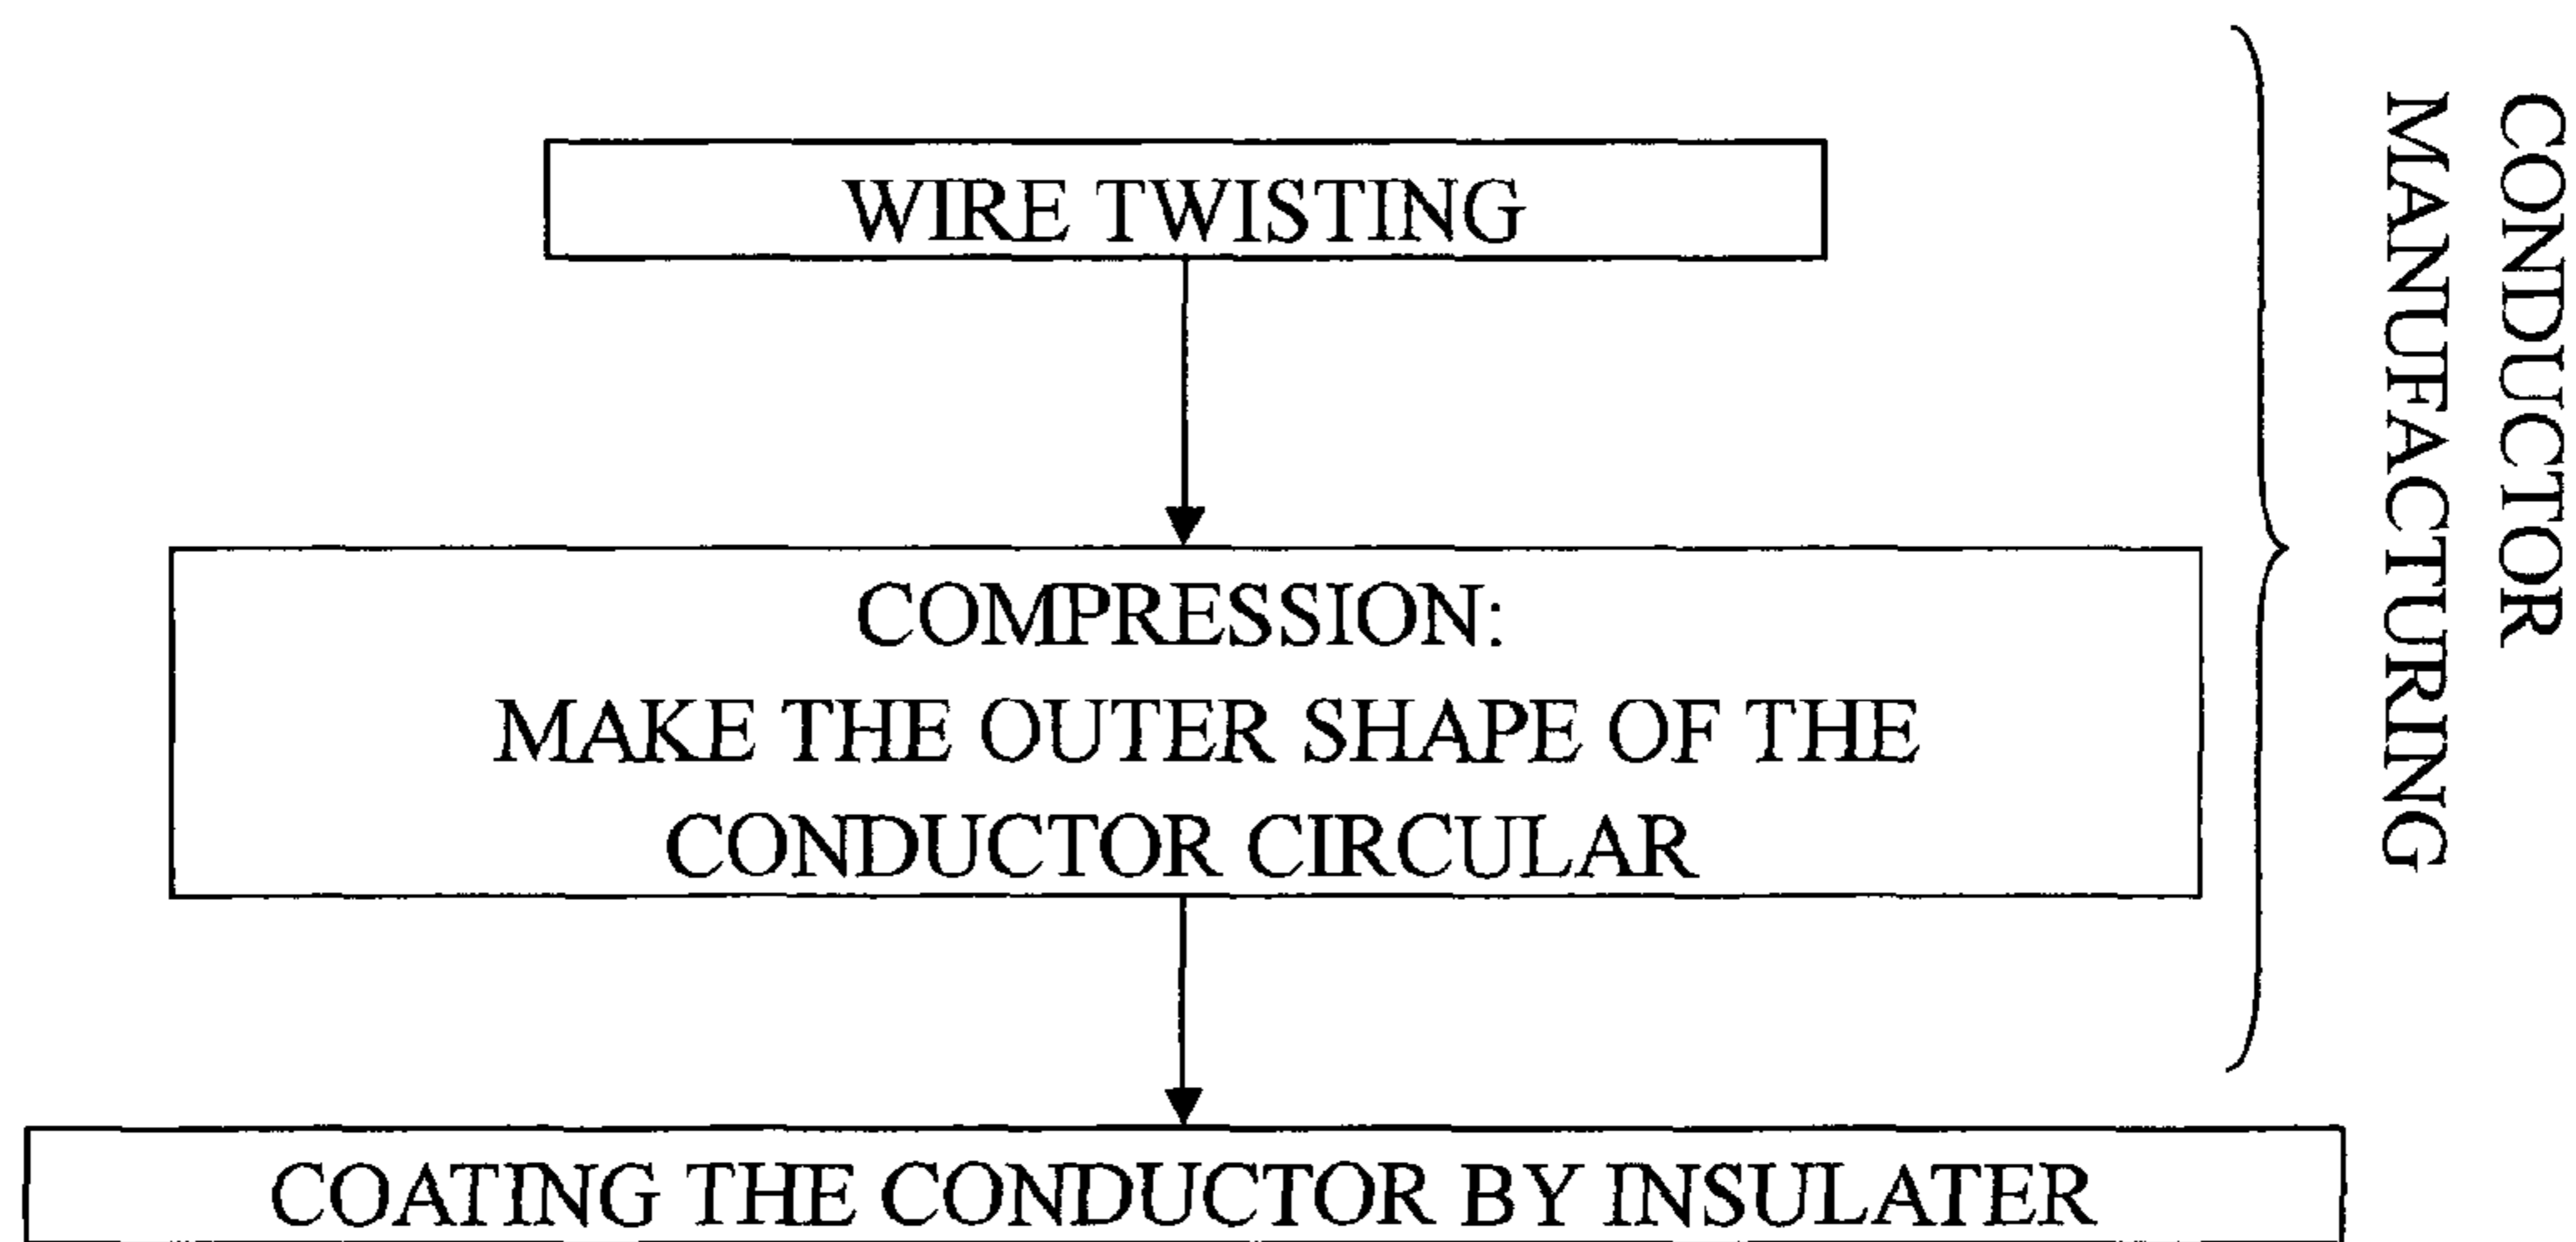 WIRE TWISTING
COMPRESSION:
MAKE THE OUTER SHAPE OF THE
CONDUCTOR CIRCULAR
COATING THE CONDUCTOR BY INSULATER
CONDUCTOR
MANUFACTURING